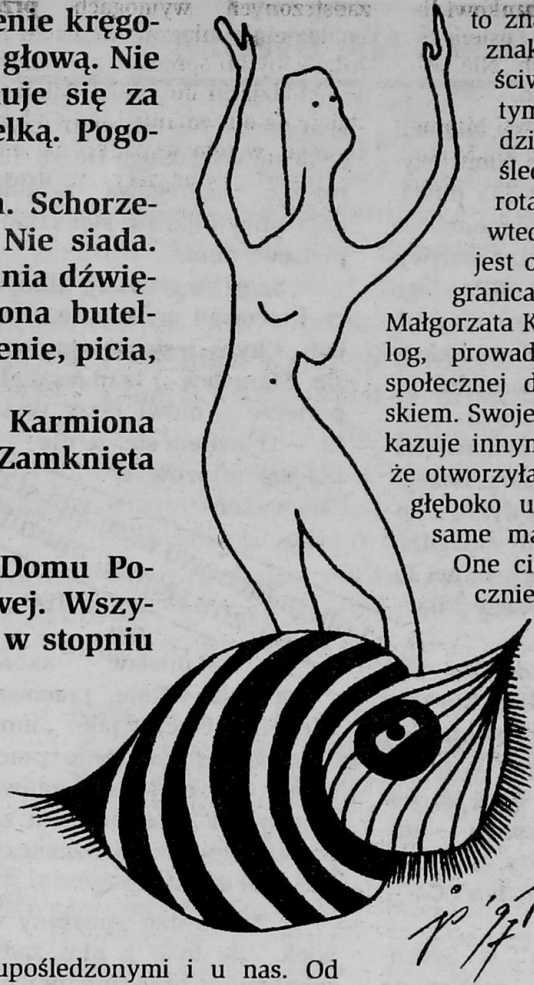 enie kręgo-
głową. Nie
uje się za
elką. Pogo-
. Schorze-
Nie siada.
enia dźwię-
ona butel-
enie, picia,
Karmiona
Zamknięta
Domu Po-
wej. Wszy-
w stopniu
to zna
znak
ściw
tym
dzi
śled
rota
wted
jest o
granica
Małgorzata K
log, prowad
społecznej d
skiem. Swoje
kazuje innym
że otworzyła
głęboko u
same ma
One ci
cznie
upośledzonymi i u nas. Od